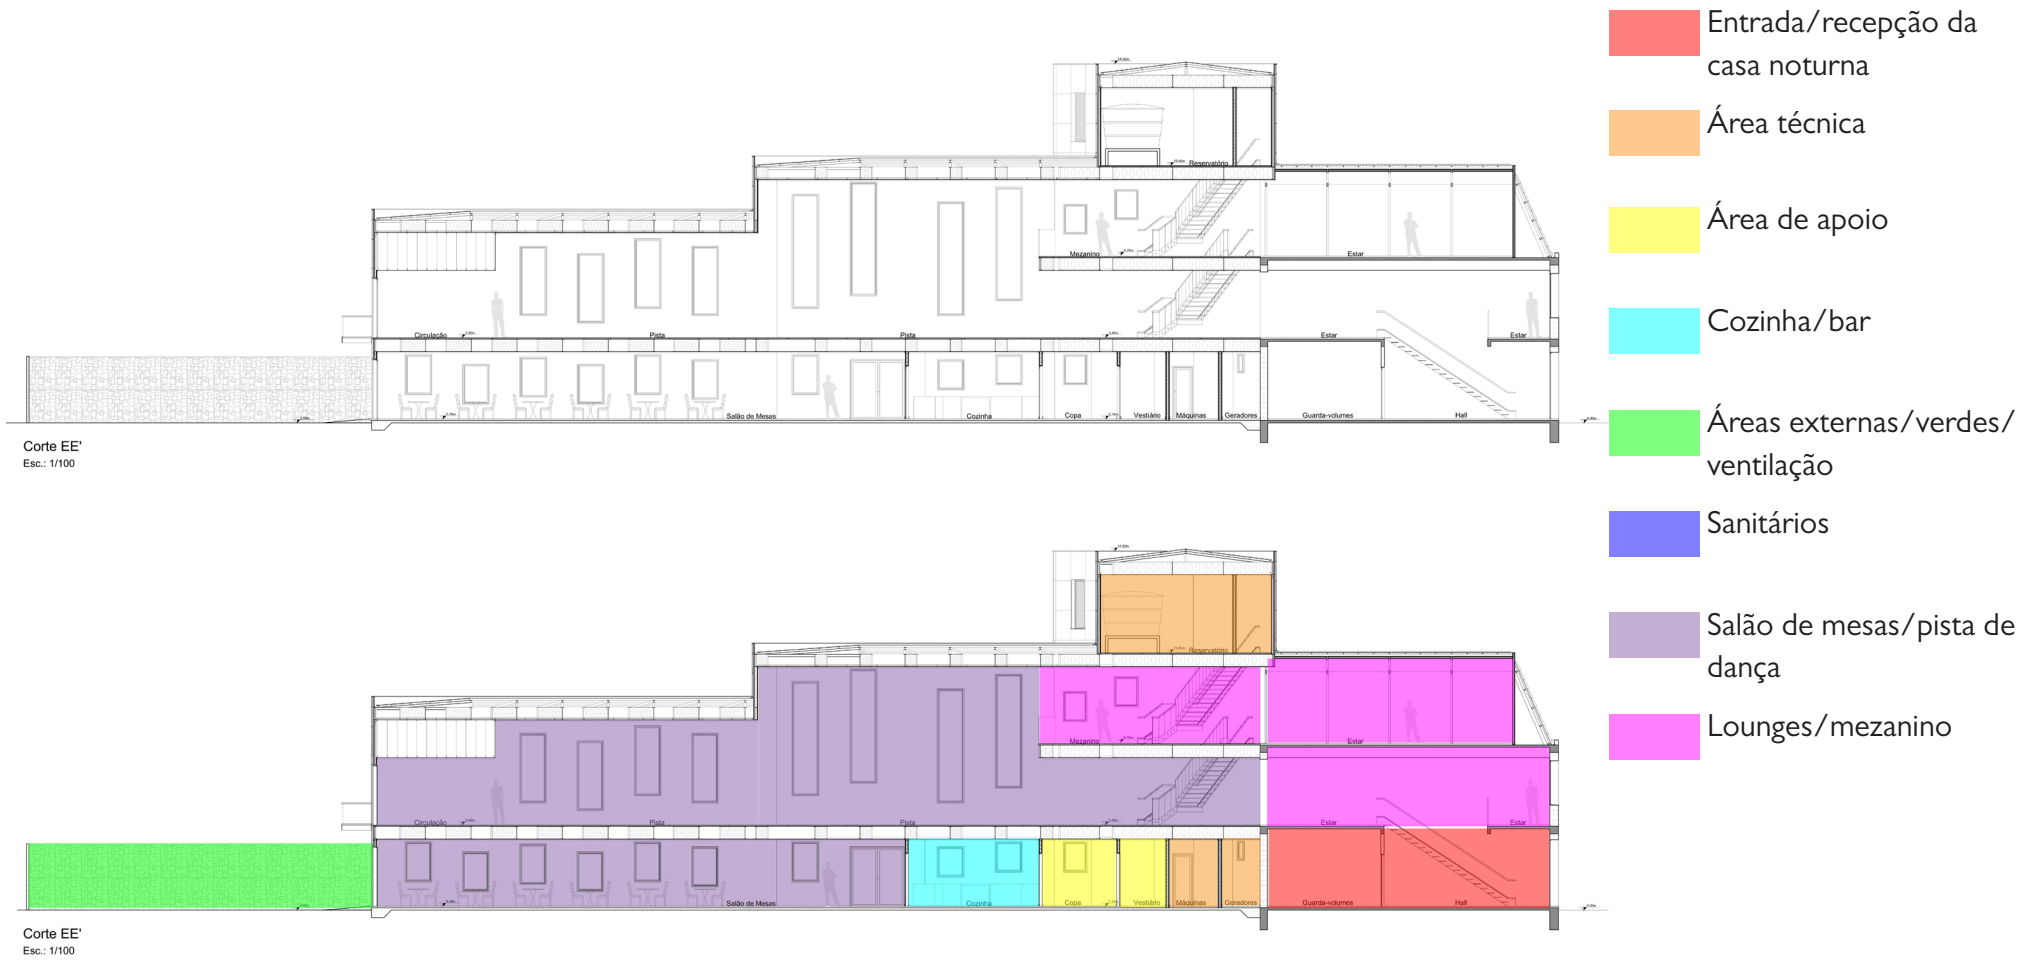 Entrada/recepção da
casa noturna
Área técnica
Área de apoio
Cozinha/bar
Áreas externas/verdes/
ventilação
Sanitários
Salão de mesas/pista de
dança
Lounges/mezanino
Reservatório
Mezanino
Estar
Circulação
Pista
Pista
Estar
Estar
Salão de Mesas
Cozinha
Copa
Vestiário
Máquinas
Geradores
Guarda-volumes
Hall
Corte EE'
Esc.: 1/100
Reservatório
Mezanino
Estar
Circulação
Pista
Pista
Estar
Estar
Salão de Mesas
Cozinha
Copa
Vestiário
Máquinas
Geradores
Guarda-volumes
Hall
Corte EE'
Esc.: 1/100